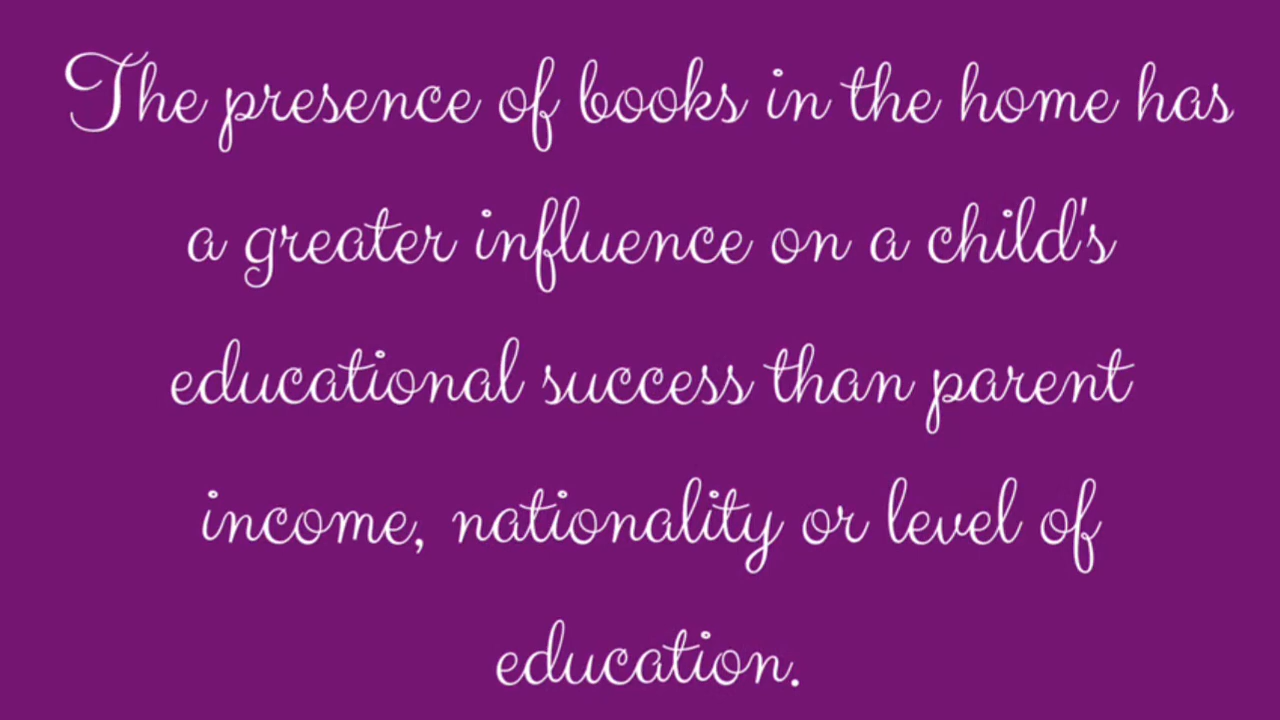 The presence of books in the home has
a greater influence on a child's
educational success than parent
income, nationality or level of
education.